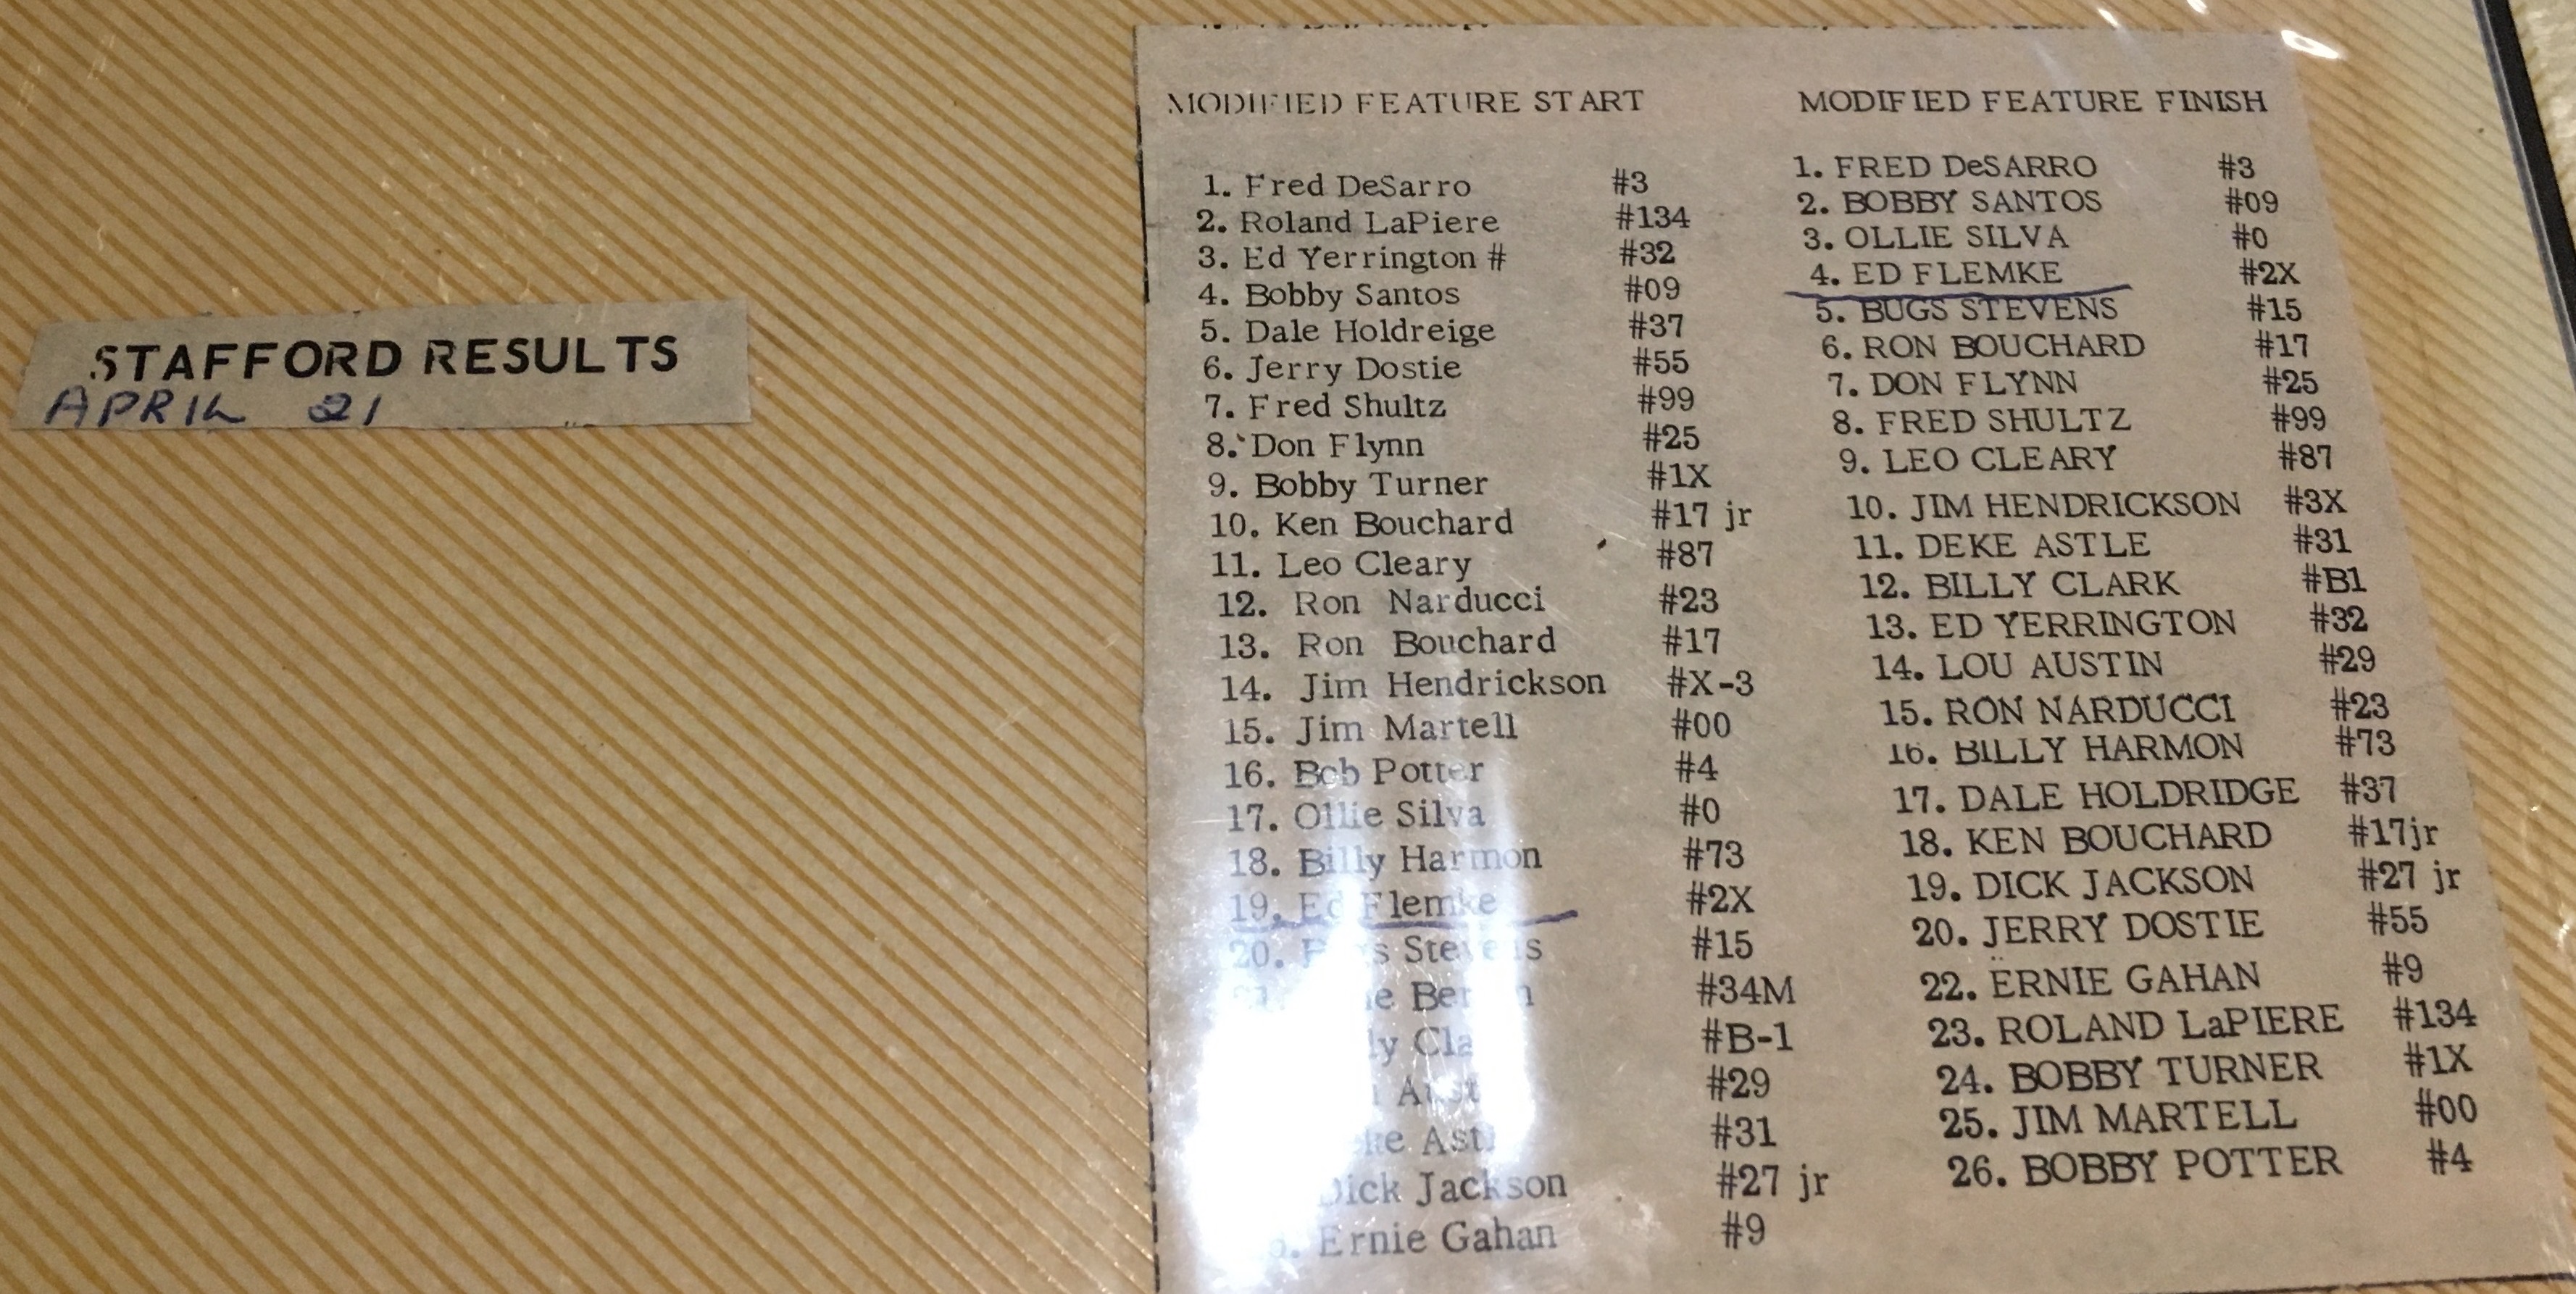 STAFFORD RESULTS
APRIL 21
MODIFIED FEATURE START
1. Fred DeSarro #3
2. Roland LaPiere #134
3. Ed Yerrington # #32
4. Bobby Santos #09
5. Dale Holdreige #37
6. Jerry Dostie #55
7. Fred Shultz #99
8. Don Flynn #25
9. Bobby Turner #1X
10. Ken Bouchard #17 jr
11. Leo Cleary #87
12. Ron Narducci #23
13. Ron Bouchard #17
14. Jim Hendrickson #X-3
15. Jim Martell #00
16. Bob Potter #4
17. Ollie Silva #0
18. Billy Harmon #73
19. Ed Flemke #2X
20. Stevens #15
#34M
#B-1
#29
#31
Dick Jackson #27 jr
Ernie Gahan #9
MODIFIED FEATURE FINISH
1. FRED DeSARRO #3
2. BOBBY SANTOS #09
3. OLLIE SILVA #0
4. ED FLEMKE #2X
5. BUGS STEVENS #15
6. RON BOUCHARD #17
7. DON FLYNN #25
8. FRED SHULTZ #99
9. LEO CLEARY #87
10. JIM HENDRICKSON #3X
11. DEKE ASTLE #31
12. BILLY CLARK #B1
13. ED YERRINGTON #32
14. LOU AUSTIN #29
15. RON NARDUCCI #23
16. BILLY HARMON #73
17. DALE HOLDRIDGE #37
18. KEN BOUCHARD #17jr
19. DICK JACKSON #27 jr
20. JERRY DOSTIE #55
22. ERNIE GAHAN #9
23. ROLAND LaPIERE #134
24. BOBBY TURNER #1X
25. JIM MARTELL #00
26. BOBBY POTTER #4